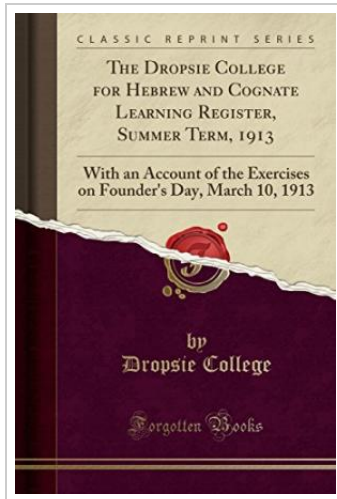 CLASSIC REPRINT SERIES
THE DROPSIE COLLEGE
FOR HEBREW AND COGNATE
LEARNING REGISTER,
SUMMER TERM, 1913
With an Account of the Exercises
on Founder's Day, March 10, 1913
by
Dropsie College
Forgotten Books